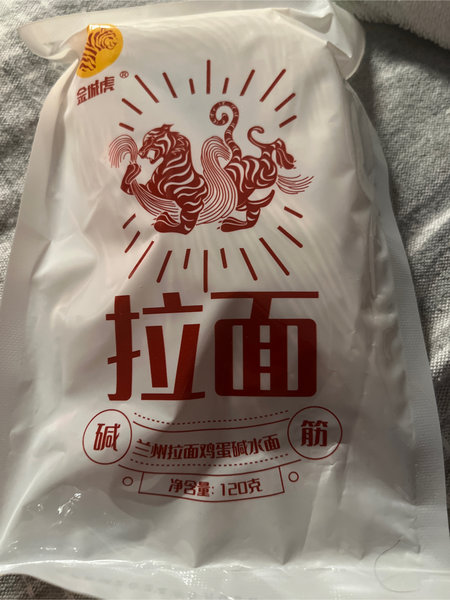 金城虎®
拉面
碱
兰州拉面鸡蛋碱水面
筋
净含量: 120克